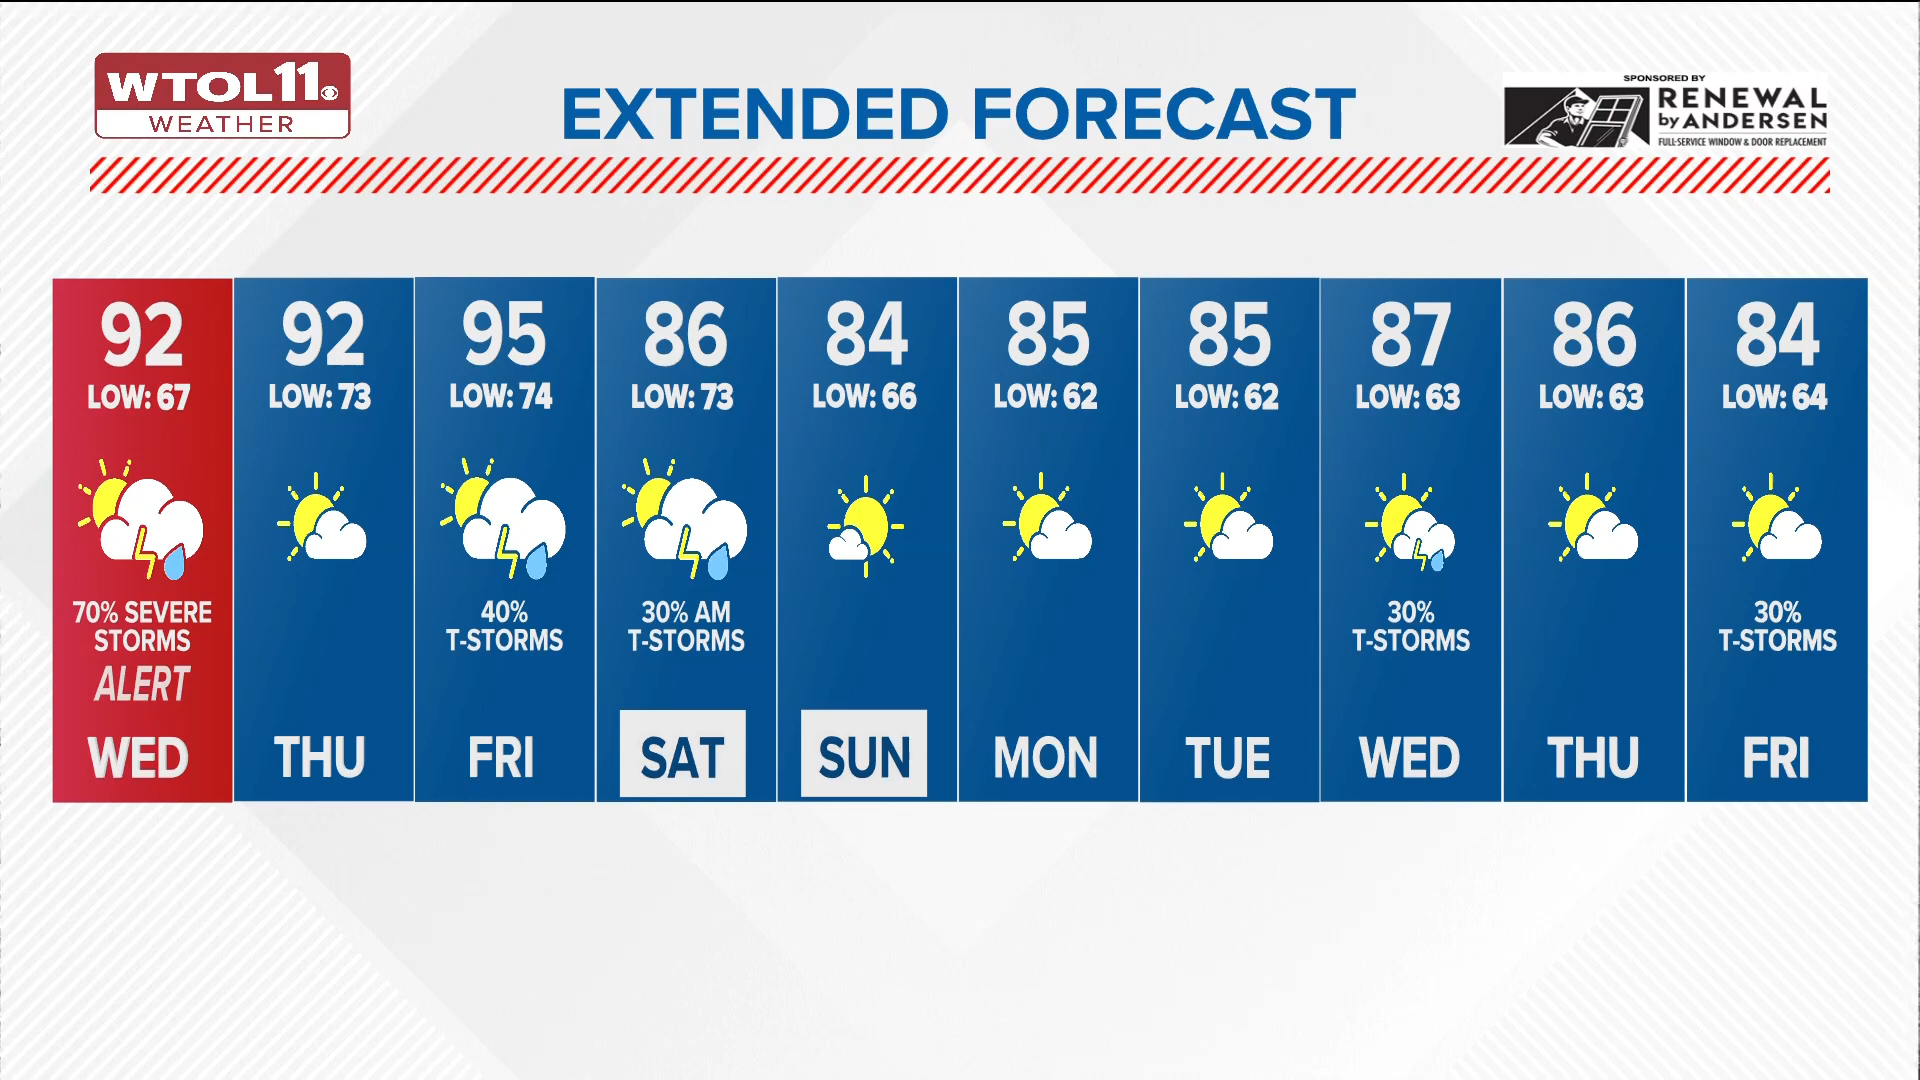 WTOL11
WEATHER
EXTENDED FORECAST
SPONSORED BY
RENEWAL
by ANDERSEN
FULL-SERVICE WINDOW & DOOR REPLACEMENT
92
LOW: 67
70% SEVERE
STORMS
ALERT
WED
92
LOW: 73
THU
95
LOW: 74
40%
T-STORMS
FRI
86
LOW: 73
30% AM
T-STORMS
SAT
84
LOW: 66
SUN
85
LOW: 62
MON
85
LOW: 62
TUE
87
LOW: 63
30%
T-STORMS
WED
86
LOW: 63
THU
84
LOW: 64
30%
T-STORMS
FRI